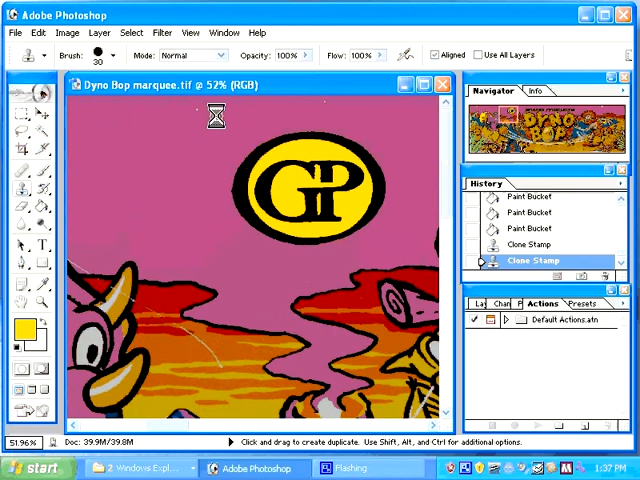 Adobe Photoshop
File Edit Image Layer Select Filter View Window Help
Brush: 30 Mode: Normal Opacity: 100% Flow: 100% Aligned Use All Layers
Dyno Bop marquee.tif @ 52% (RGB)
GP
Navigator Info
DYNO
BOP
History
Paint Bucket
Paint Bucket
Paint Bucket
Clone Stamp
Clone Stamp
Lay Chan P Actions Presets
Default Actions.atn
51.96% Doc: 39.9M/39.8M Click and drag to create duplicate. Use Shift, Alt, and Ctrl for additional options.
start 2 Windows Expl... Adobe Photoshop Flashing 1:37 PM